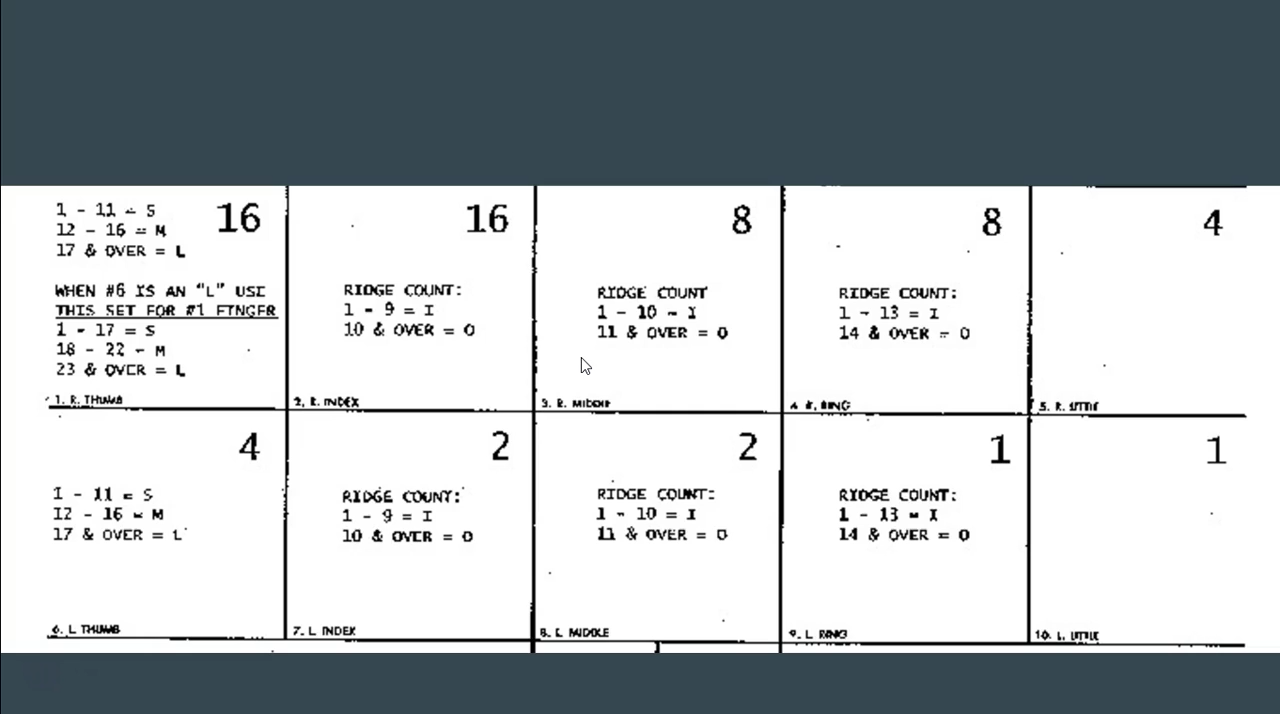 1 - 11 = S
12 - 16 = M
17 & OVER = L
16
WHEN #6 IS AN "L" USE
THIS SET FOR #1 FINGER
1 - 17 = S
18 - 22 - M
23 & OVER = L
1. R. THUMB
16
RIDGE COUNT:
1 - 9 = I
10 & OVER = O
2. R. INDEX
8
RIDGE COUNT
1 - 10 - I
11 & OVER = O
3. R. MIDDLE
8
RIDGE COUNT:
1 - 13 = I
14 & OVER = O
4. R. RING
4
5. R. LITTLE
4
1 - 11 = S
12 - 16 = M
17 & OVER = L
6. L THUMB
2
RIDGE COUNT:
1 - 9 = I
10 & OVER = O
7. L INDEX
2
RIDGE COUNT:
1 - 10 = I
11 & OVER = O
8. L MIDDLE
1
RIDGE COUNT:
1 - 13 = I
14 & OVER = O
9. L RING
1
10. L. LITTLE